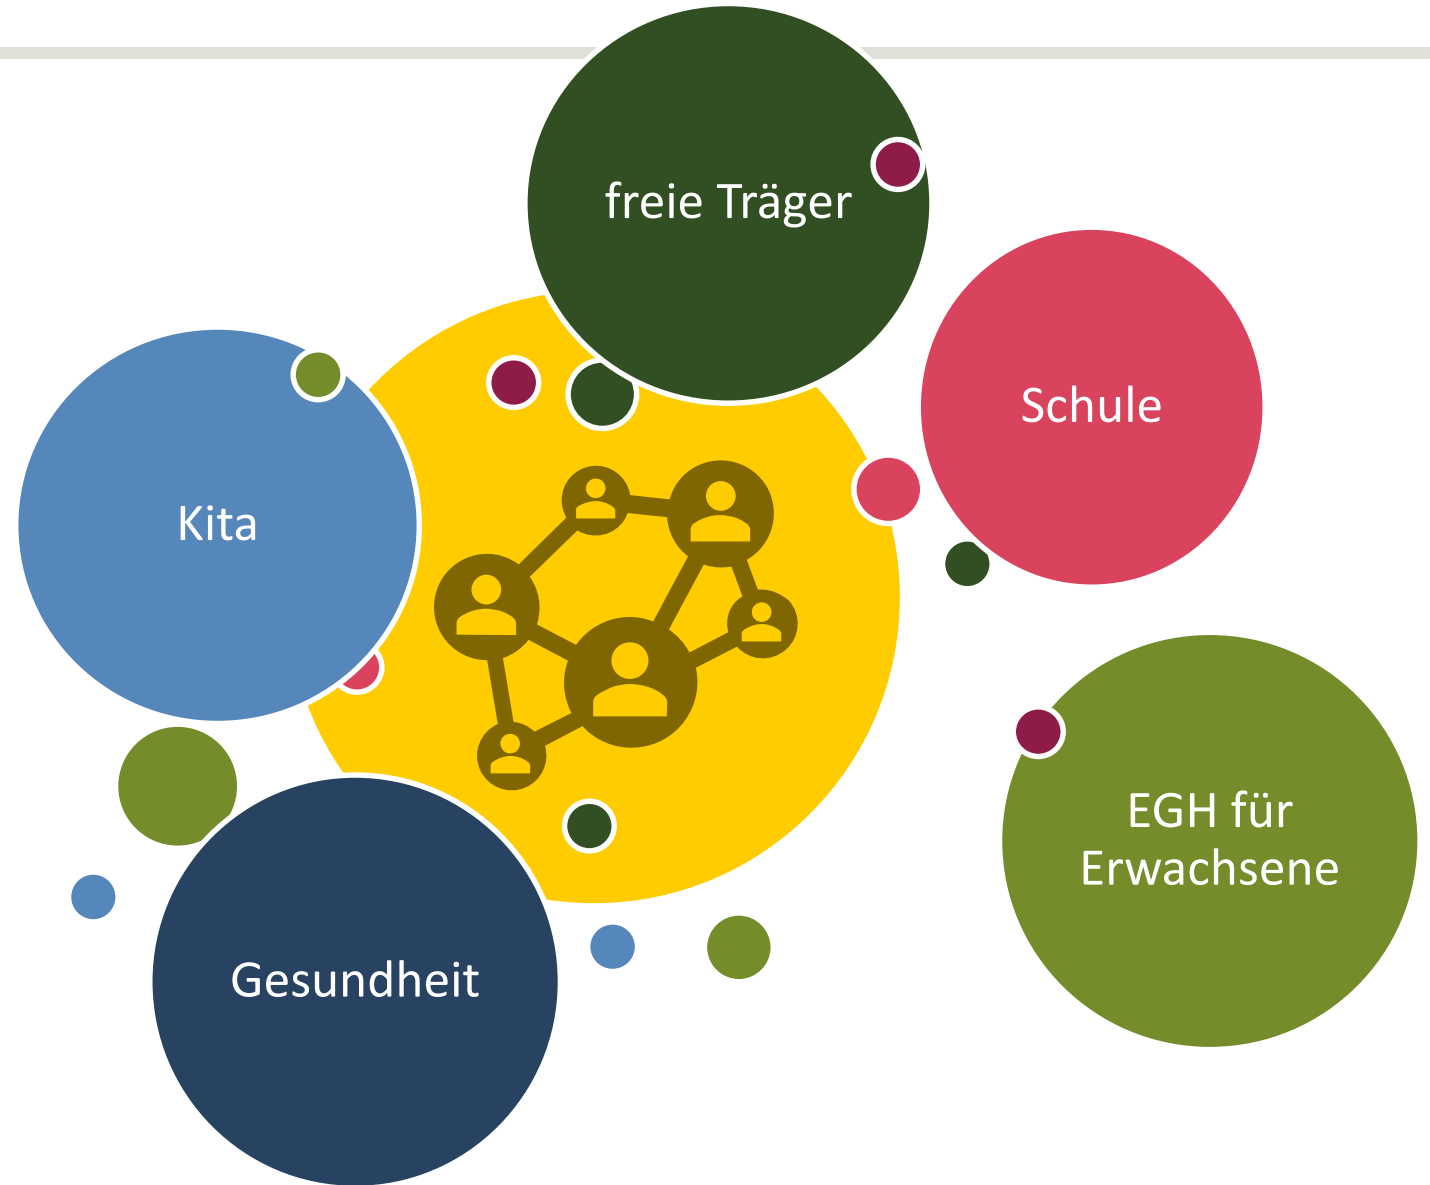 freie Träger
Schule
Kita
EGH für
Erwachsene
Gesundheit